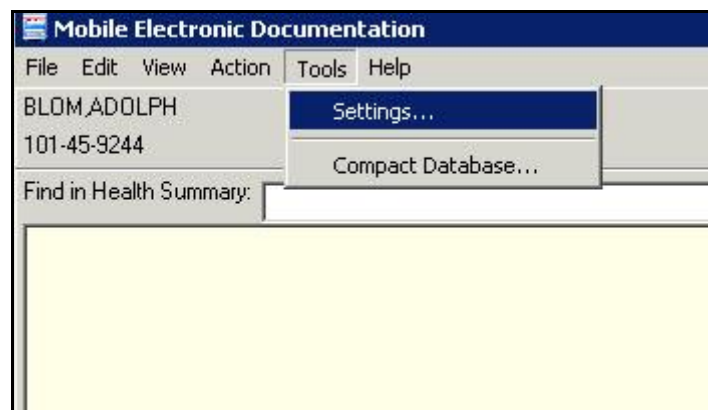 Mobile Electronic Documentation
File Edit View Action Tools Help
BLOM,ADOLPH
Settings...
101-45-9244
Compact Database...
Find in Health Summary: